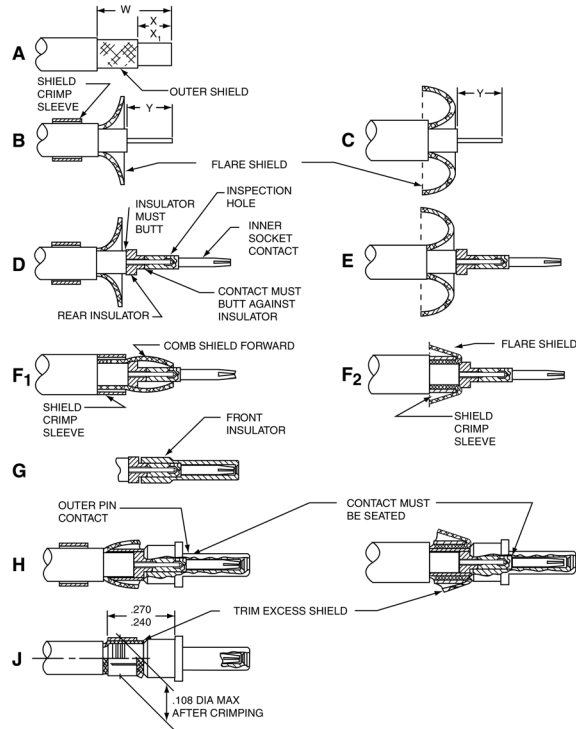 W
X
X1
A
SHIELD
CRIMP
SLEEVE
OUTER SHIELD
B
Y
C
Y
FLARE SHIELD
INSULATOR
MUST
BUTT
INSPECTION
HOLE
INNER
SOCKET
CONTACT
D
E
CONTACT MUST
BUTT AGAINST
INSULATOR
REAR INSULATOR
COMB SHIELD FORWARD
FLARE SHIELD
F1
F2
SHIELD
CRIMP
SLEEVE
SHIELD
CRIMP
SLEEVE
FRONT
INSULATOR
G
OUTER PIN
CONTACT
CONTACT MUST
BE SEATED
H
.270
.240
TRIM EXCESS SHIELD
J
.108 DIA MAX
AFTER CRIMPING